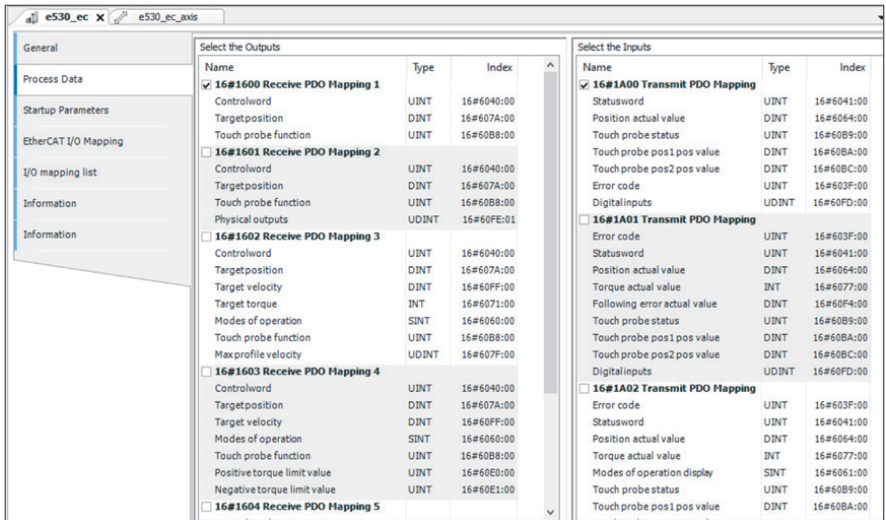 e530_ec x e530_ec_axis
General
Process Data
Startup Parameters
EtherCAT I/O Mapping
I/O mapping list
Information
Information
Select the Outputs
Name Type Index
16#1600 Receive PDO Mapping 1
Controlword UINT 16#6040:00
Targetposition DINT 16#607A:00
Touch probe function UINT 16#60B8:00
16#1601 Receive PDO Mapping 2
Controlword UINT 16#6040:00
Targetposition DINT 16#607A:00
Touch probe function UINT 16#60B8:00
Physical outputs UDINT 16#60FE:01
16#1602 Receive PDO Mapping 3
Controlword UINT 16#6040:00
Targetposition DINT 16#607A:00
Target velocity DINT 16#60FF:00
Target torque INT 16#6071:00
Modes of operation SINT 16#6060:00
Touch probe function UINT 16#60B8:00
Maxprofile velocity UDINT 16#607F:00
16#1603 Receive PDO Mapping 4
Controlword UINT 16#6040:00
Targetposition DINT 16#607A:00
Target velocity DINT 16#60FF:00
Modes of operation SINT 16#6060:00
Touch probe function UINT 16#60B8:00
Positive torque limit value UINT 16#60E0:00
Negative torque limit value UINT 16#60E1:00
16#1604 Receive PDO Mapping 5
Select the Inputs
Name Type Index
16#1A00 Transmit PDO Mapping
Statusword UINT 16#6041:00
Position actual value DINT 16#6064:00
Touch probe status UINT 16#60B9:00
Touch probe pos1 pos value DINT 16#60BA:00
Touch probe pos2 pos value DINT 16#60BC:00
Error code UINT 16#603F:00
Digitalinputs UDINT 16#60FD:00
16#1A01 Transmit PDO Mapping
Error code UINT 16#603F:00
Statusword UINT 16#6041:00
Position actual value DINT 16#6064:00
Torque actual value INT 16#6077:00
Following error actual value DINT 16#60F4:00
Touch probe status UINT 16#60B9:00
Touch probe pos1 pos value DINT 16#60BA:00
Touch probe pos2 pos value DINT 16#60BC:00
Digitalinputs UDINT 16#60FD:00
16#1A02 Transmit PDO Mapping
Error code UINT 16#603F:00
Statusword UINT 16#6041:00
Position actual value DINT 16#6064:00
Torque actual value INT 16#6077:00
Modes of operation display SINT 16#6061:00
Touch probe status UINT 16#60B9:00
Touch probe pos1 pos value DINT 16#60BA:00